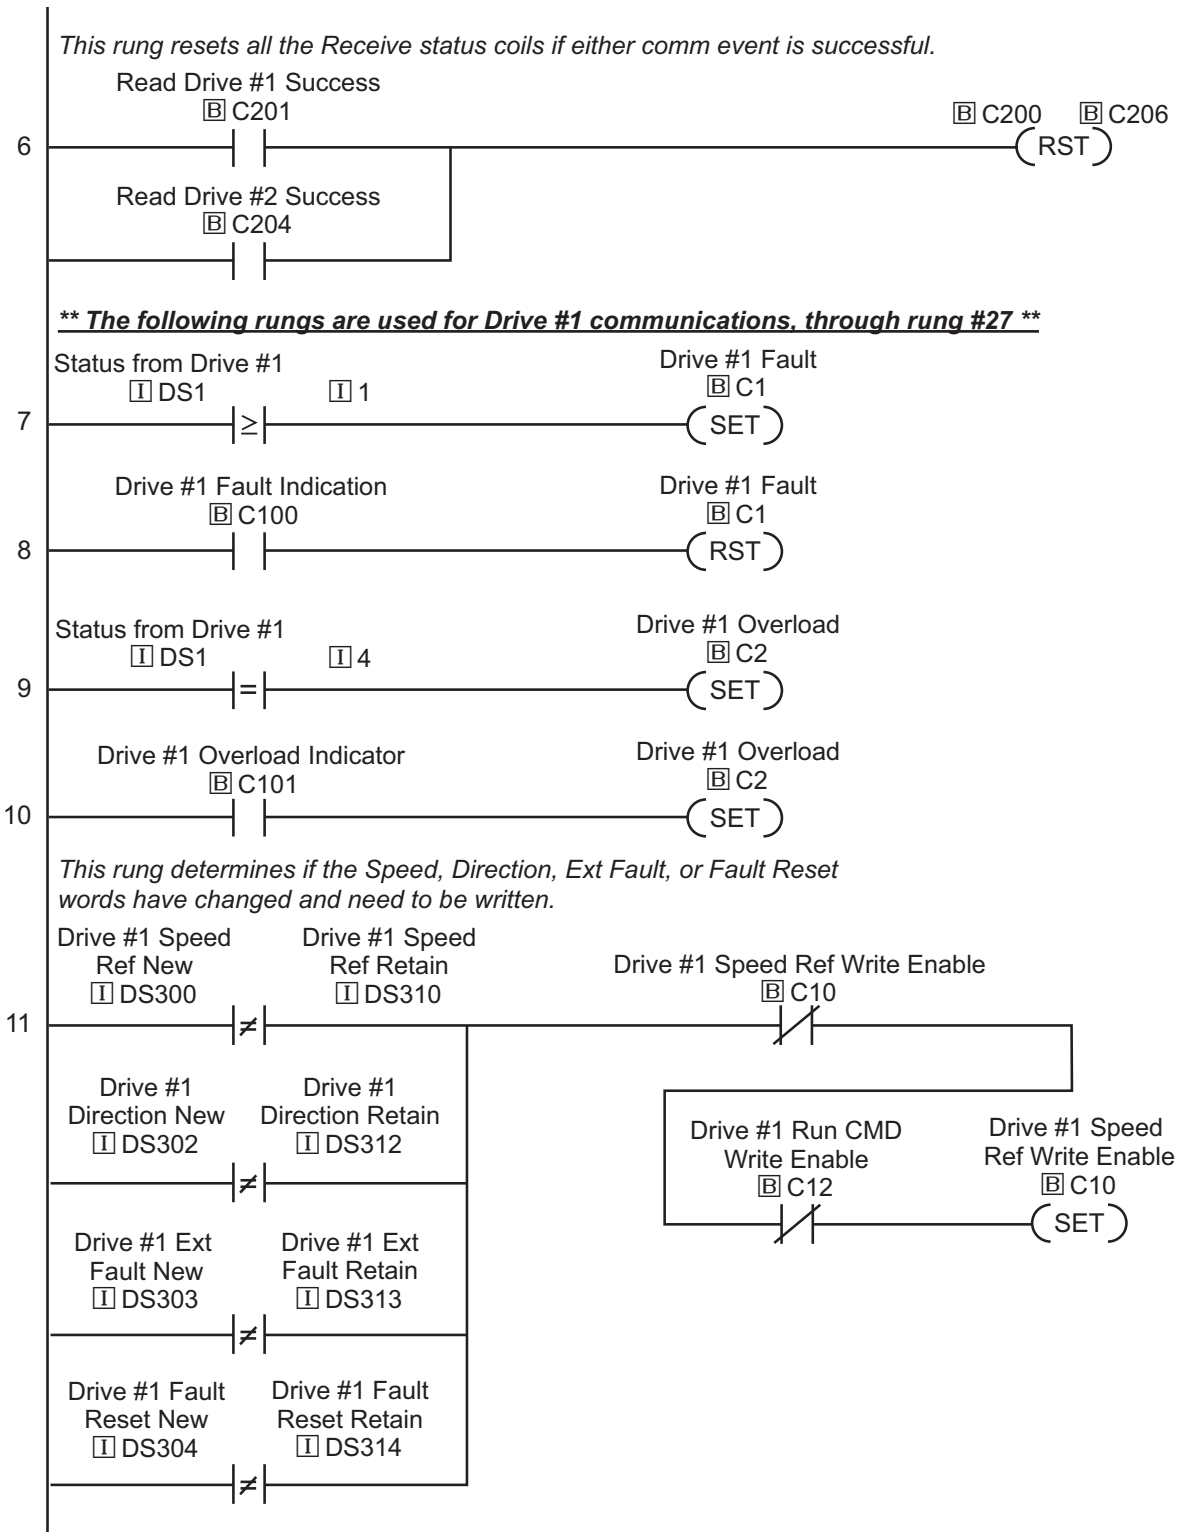 This rung resets all the Receive status coils if either comm event is successful.
Read Drive #1 Success
B C201
B C200 B C206
6
RST
Read Drive #2 Success
B C204
** The following rungs are used for Drive #1 communications, through rung #27 **
Status from Drive #1
Drive #1 Fault
I DS1 I 1
B C1
7
≥
SET
Drive #1 Fault Indication
Drive #1 Fault
B C100
B C1
8
RST
Status from Drive #1
Drive #1 Overload
I DS1 I 4
B C2
9
=
SET
Drive #1 Overload Indicator
Drive #1 Overload
B C101
B C2
10
SET
This rung determines if the Speed, Direction, Ext Fault, or Fault Reset
words have changed and need to be written.
Drive #1 Speed
Ref New
I DS300
Drive #1 Speed
Ref Retain
I DS310
Drive #1 Speed Ref Write Enable
B C10
11
≠
Drive #1
Direction New
I DS302
Drive #1
Direction Retain
I DS312
≠
Drive #1 Run CMD
Write Enable
B C12
Drive #1 Speed
Ref Write Enable
B C10
SET
Drive #1 Ext
Fault New
I DS303
Drive #1 Ext
Fault Retain
I DS313
≠
Drive #1 Fault
Reset New
I DS304
Drive #1 Fault
Reset Retain
I DS314
≠